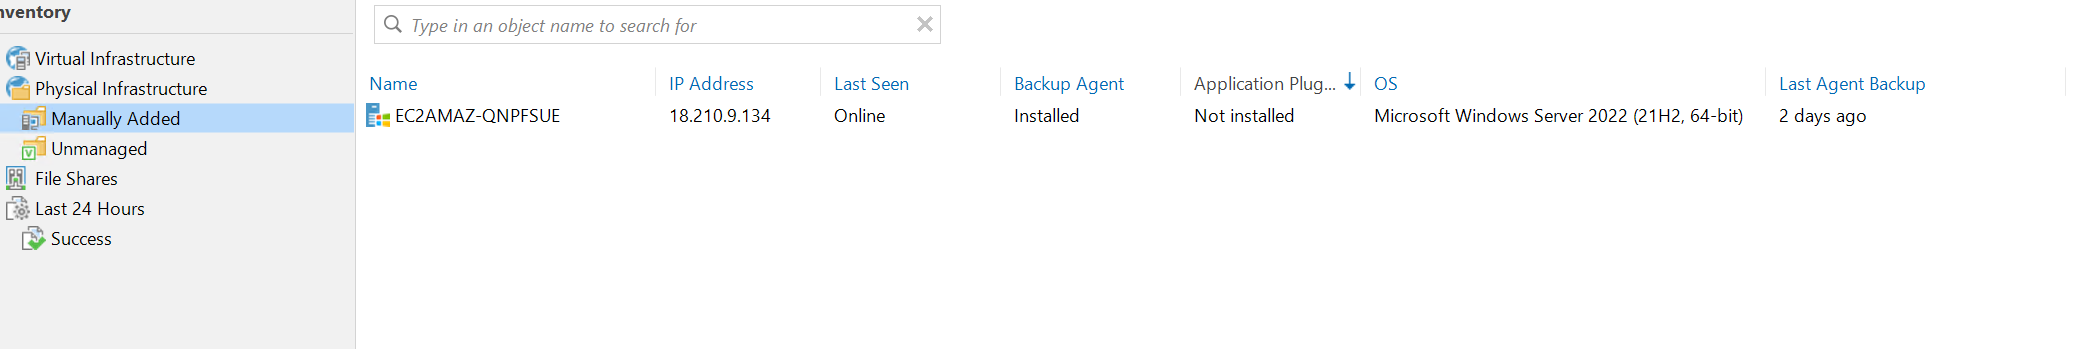 nventory
Type in an object name to search for
Virtual Infrastructure
Physical Infrastructure
Manually Added
Unmanaged
File Shares
Last 24 Hours
Success
Name IP Address Last Seen Backup Agent Application Plug... OS Last Agent Backup
EC2AMAZ-QNPFSUE 18.210.9.134 Online Installed Not installed Microsoft Windows Server 2022 (21H2, 64-bit) 2 days ago